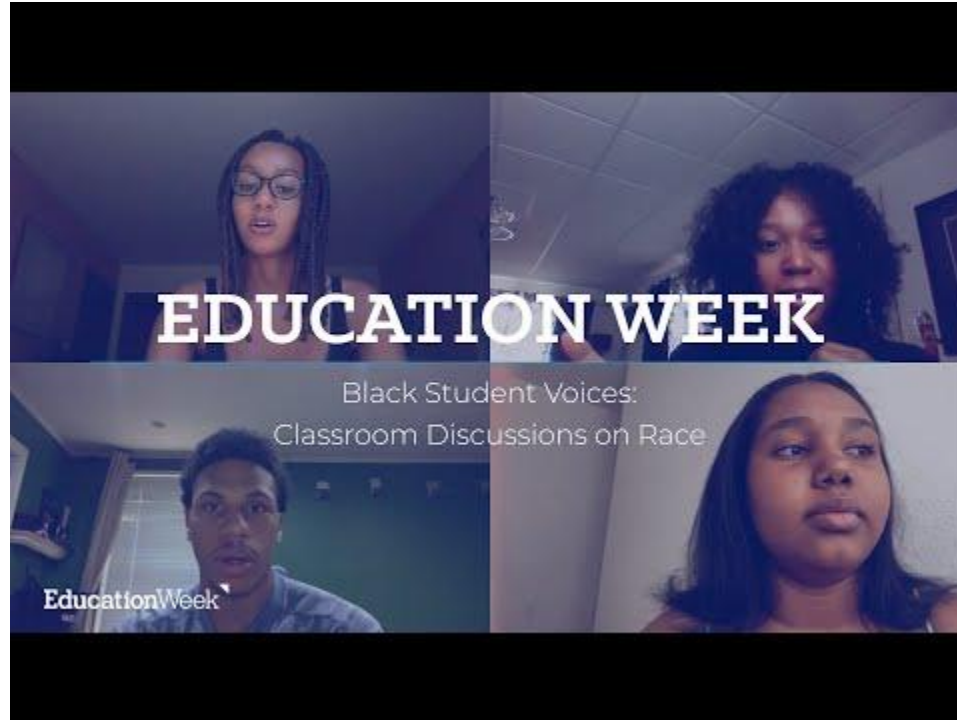 EDUCATION WEEK
Black Student Voices:
Classroom Discussions on Race
EducationWeek